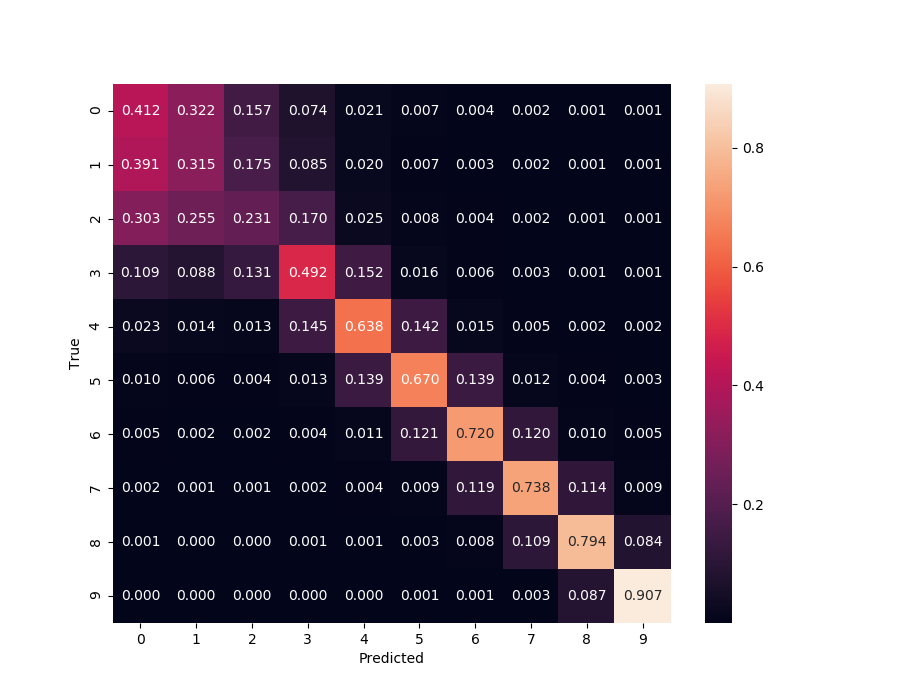 0 0.412 0.322 0.157 0.074 0.021 0.007 0.004 0.002 0.001 0.001
1 0.391 0.315 0.175 0.085 0.020 0.007 0.003 0.002 0.001 0.001
2 0.303 0.255 0.231 0.170 0.025 0.008 0.004 0.002 0.001 0.001
3 0.109 0.088 0.131 0.492 0.152 0.016 0.006 0.003 0.001 0.001
4 0.023 0.014 0.013 0.145 0.638 0.142 0.015 0.005 0.002 0.002
5 0.010 0.006 0.004 0.013 0.139 0.670 0.139 0.012 0.004 0.003
6 0.005 0.002 0.002 0.004 0.011 0.121 0.720 0.120 0.010 0.005
7 0.002 0.001 0.001 0.002 0.004 0.009 0.119 0.738 0.114 0.009
8 0.001 0.000 0.000 0.001 0.001 0.003 0.008 0.109 0.794 0.084
9 0.000 0.000 0.000 0.000 0.000 0.001 0.001 0.003 0.087 0.907
0 1 2 3 4 5 6 7 8 9
Predicted
True
0.8
0.6
0.4
0.2